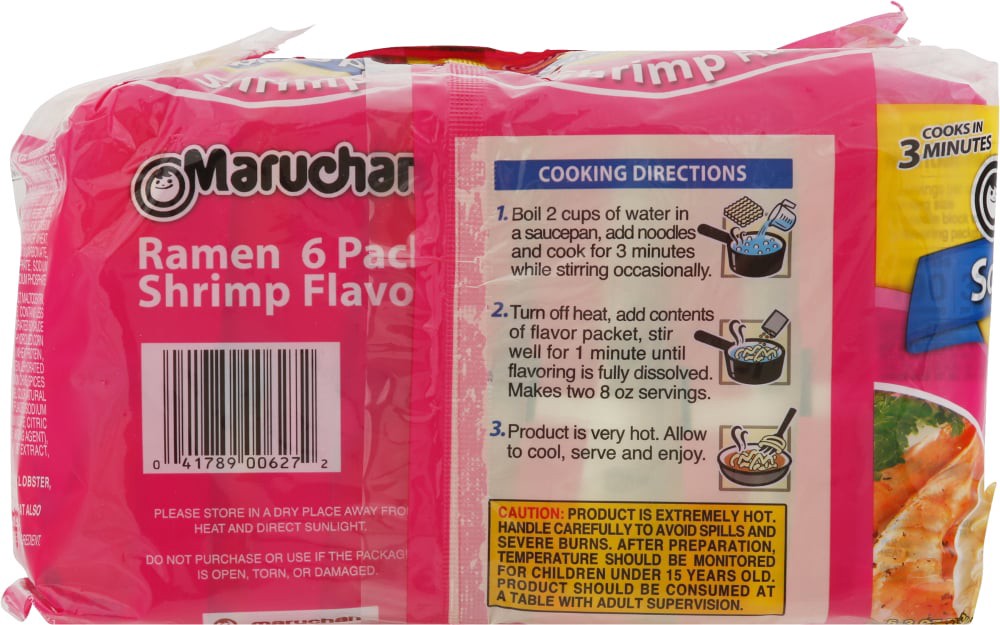 Shrimp
Shrimp
Maruchan
Ramen 6 Pack
Shrimp Flavo
0 41789 00627 2
PLEASE STORE IN A DRY PLACE AWAY FRO
HEAT AND DIRECT SUNLIGHT.
DO NOT PURCHASE OR USE IF THE PACKAG
IS OPEN, TORN, OR DAMAGED.
maruchan
LOBSTER,
COOKING DIRECTIONS
1. Boil 2 cups of water in
a saucepan, add noodles
and cook for 3 minutes
while stirring occasionally.
2. Turn off heat, add contents
of flavor packet, stir
well for 1 minute until
flavoring is fully dissolved.
Makes two 8 oz servings.
3. Product is very hot. Allow
to cool, serve and enjoy.
CAUTION: PRODUCT IS EXTREMELY HOT.
HANDLE CAREFULLY TO AVOID SPILLS AND
SEVERE BURNS. AFTER PREPARATION,
TEMPERATURE SHOULD BE MONITORED
FOR CHILDREN UNDER 15 YEARS OLD.
PRODUCT SHOULD BE CONSUMED AT
A TABLE WITH ADULT SUPERVISION.
COOKS IN
3 MINUTES